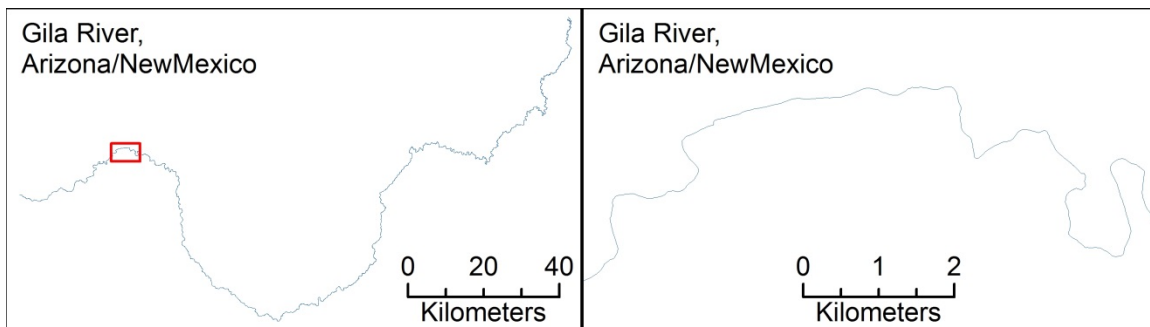 Gila River,
Arizona/NewMexico
0 20 40
Kilometers
Gila River,
Arizona/NewMexico
0 1 2
Kilometers